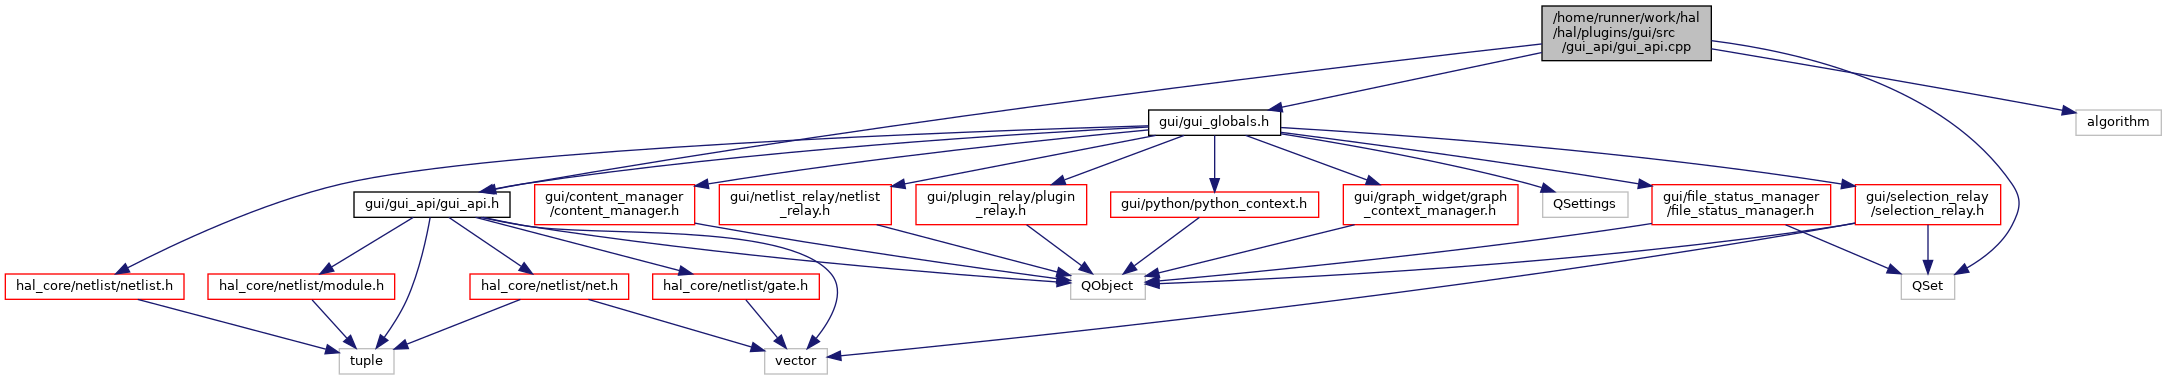 /home/runner/work/hal
/hal/plugins/gui/src
/gui_api/gui_api.cpp
gui/gui_globals.h
algorithm
gui/gui_api/gui_api.h
gui/content_manager
/content_manager.h
gui/netlist_relay/netlist
_relay.h
gui/plugin_relay/plugin
_relay.h
gui/python/python_context.h
gui/graph_widget/graph
_context_manager.h
QSettings
gui/file_status_manager
/file_status_manager.h
gui/selection_relay
/selection_relay.h
hal_core/netlist/netlist.h
hal_core/netlist/module.h
hal_core/netlist/net.h
hal_core/netlist/gate.h
QObject
QSet
tuple
vector